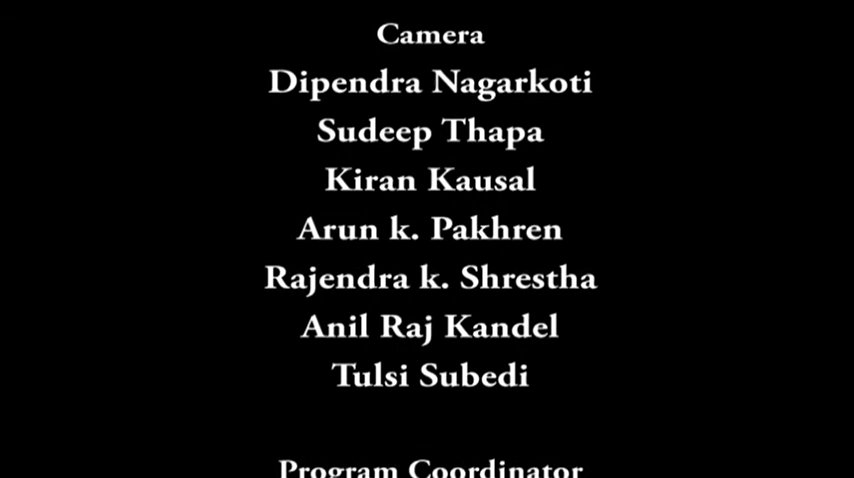 Camera
Dipendra Nagarkoti
Sudeep Thapa
Kiran Kausal
Arun k. Pakhren
Rajendra k. Shrestha
Anil Raj Kandel
Tulsi Subedi
Program Coordinator